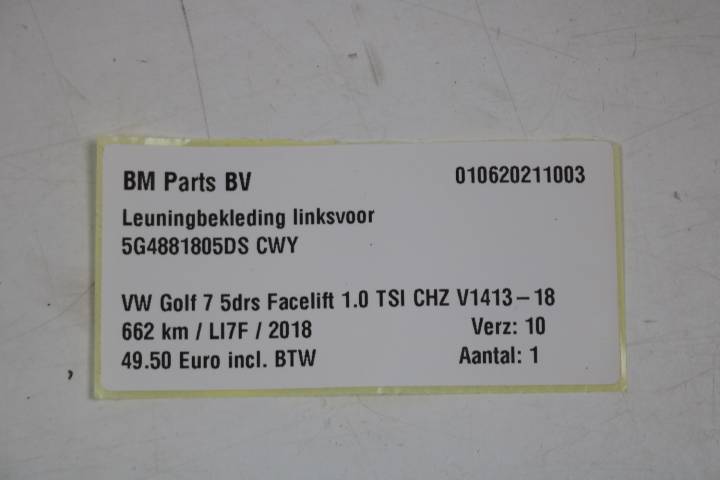 BM Parts BV 010620211003
Leuningbekleding linksvoor
5G4881805DS CWY
VW Golf 7 5drs Facelift 1.0 TSI CHZ V1413-18
662 km / LI7F / 2018 Verz: 10
49.50 Euro incl. BTW Aantal: 1